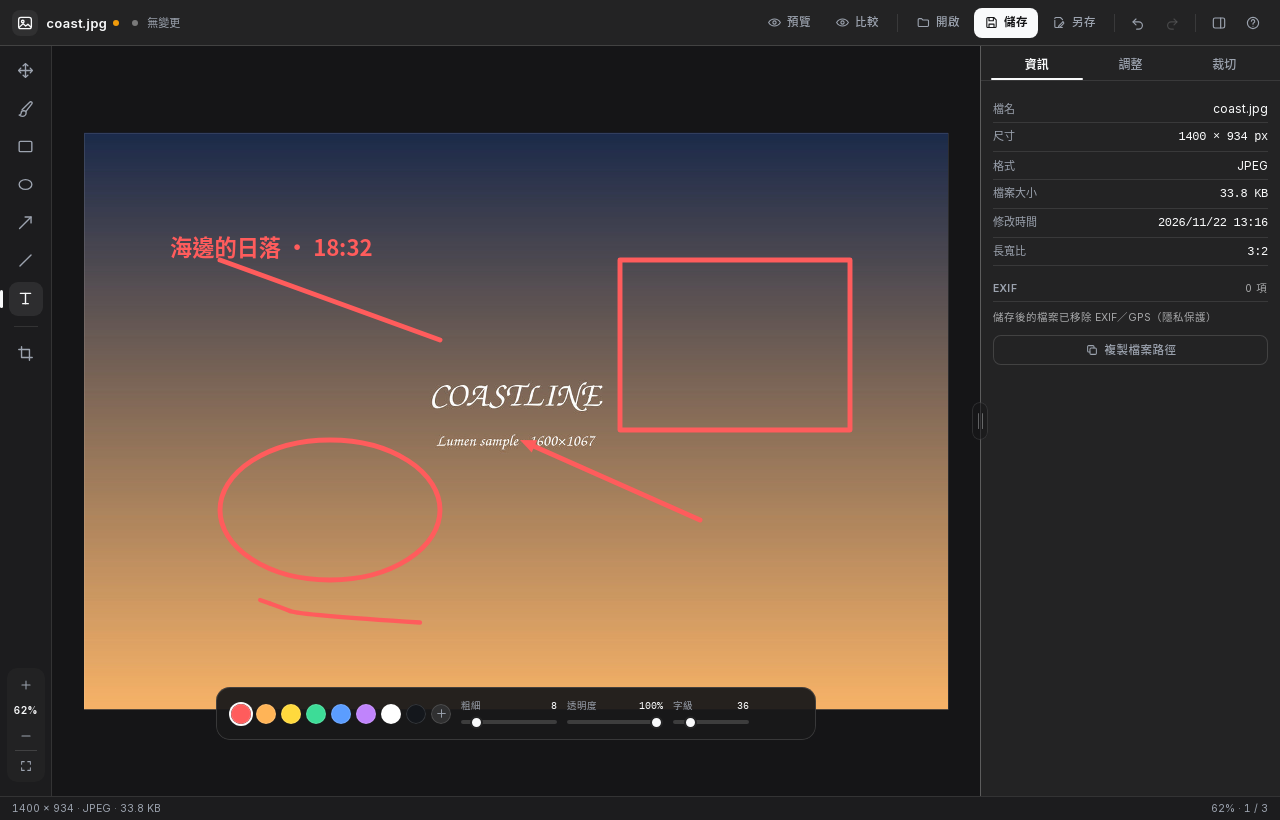 coast.jpg
無變更
預覽
比較
開啟
儲存
另存
資訊
調整
裁切
檔名 coast.jpg
尺寸 1400 × 934 px
格式 JPEG
檔案大小 33.8 KB
修改時間 2026/11/22 13:16
長寬比 3:2
EXIF 0 項
儲存後的檔案已移除 EXIF／GPS（隱私保護）
複製檔案路徑
海邊的日落 · 18:32
COASTLINE
Lumen sample 1600×1067
62%
粗細 8
透明度 100%
字級 36
1400 × 934 · JPEG · 33.8 KB
62% · 1 / 3